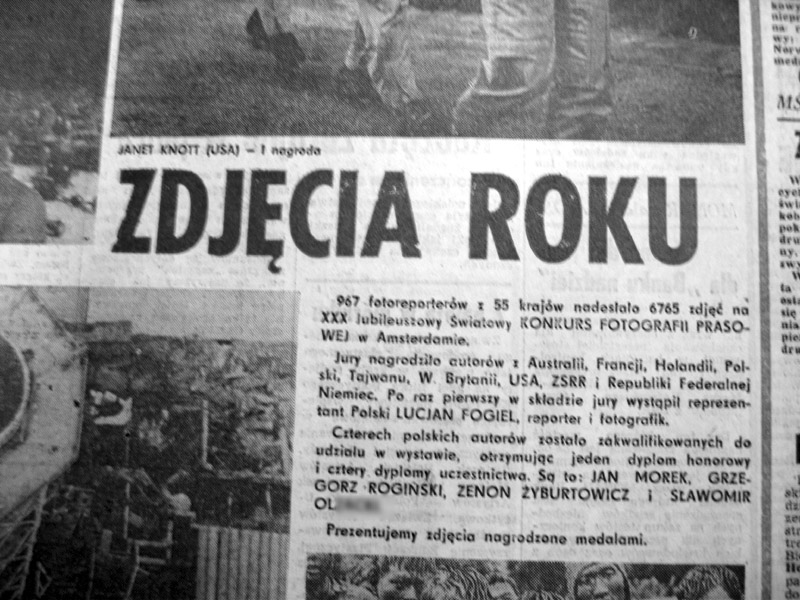 JANET KNOTT (USA) – I nagroda
ZDJĘCIA ROKU
967 fotoreporterów z 55 krajów nadesłało 6765 zdjęć na
XXX Jubileuszowy Światowy KONKURS FOTOGRAFII PRASO-
WEJ w Amsterdamie.
Jury nagrodziło autorów z Australii, Francji, Holandii, Pol-
ski, Tajwanu, W. Brytanii, USA, ZSRR i Republiki Federalnej
Niemiec. Po raz pierwszy w składzie jury wystąpił reprezen-
tant Polski LUCJAN FOGIEL, reporter i fotografik.
Czterech polskich autorów zostało zakwalifikowanych do
udziału w wystawie, otrzymując jeden dyplom honorowy
i cztery dyplomy uczestnictwa. Są to: JAN MOREK, GRZE-
GORZ ROGIŃSKI, ZENON ŻYBURTOWICZ i SŁAWOMIR
OL
Prezentujemy zdjęcia nagrodzone medalami.